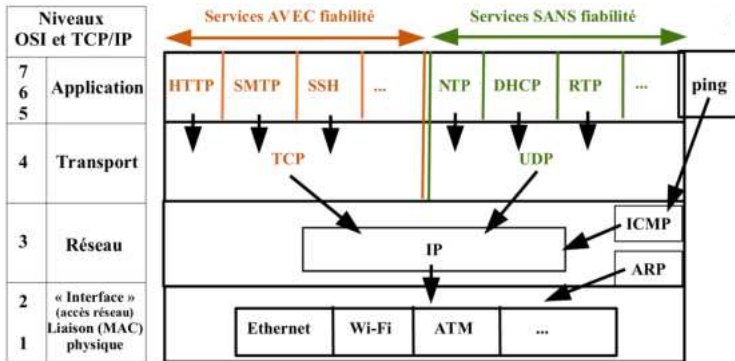 Niveaux
OSI et TCP/IP
Services AVEC fiabilité
Services SANS fiabilité
7
6
5
Application
HTTP
SMTP
SSH
...
NTP
DHCP
RTP
...
ping
4
Transport
TCP
UDP
3
Réseau
IP
ICMP
ARP
2
1
« Interface »
(accès réseau)
Liaison (MAC)
physique
Ethernet
Wi-Fi
ATM
...